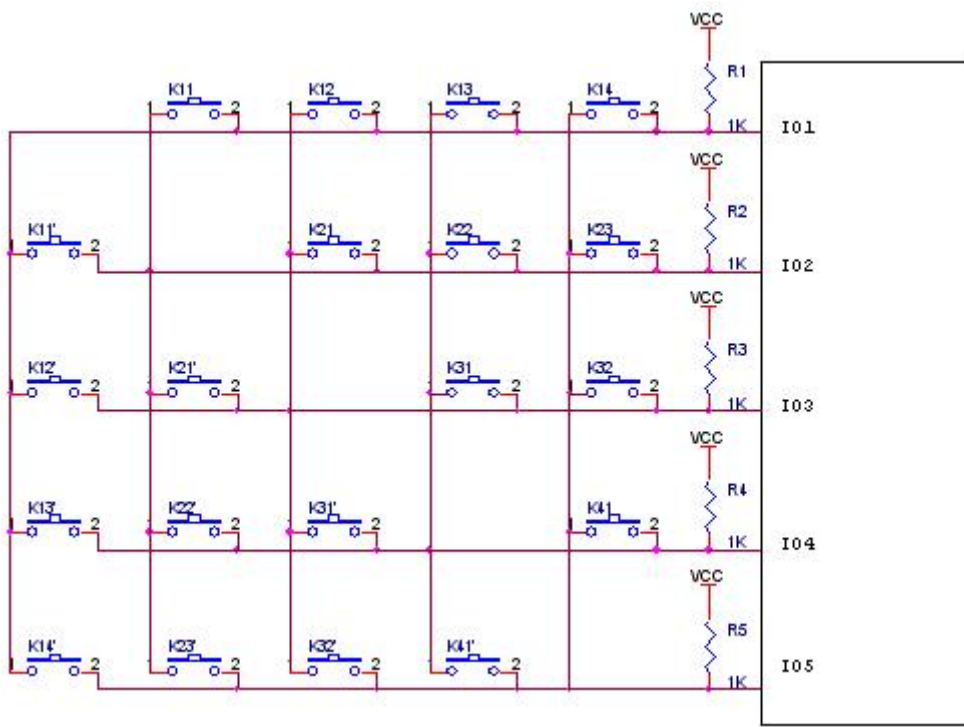 VCC
R1
K11 K12 K13 K14
1 2 1 2 1 2 1 2
1K IO1
VCC
R2
K11' K21 K22 K23
1 2 1 2 1 2 1 2
1K IO2
VCC
R3
K12' K21' K31 K32
1 2 1 2 1 2 1 2
1K IO3
VCC
R4
K13' K22' K31' K41
1 2 1 2 1 2 1 2
1K IO4
VCC
R5
K14' K23' K32' K41'
1 2 1 2 1 2 1 2
1K IO5